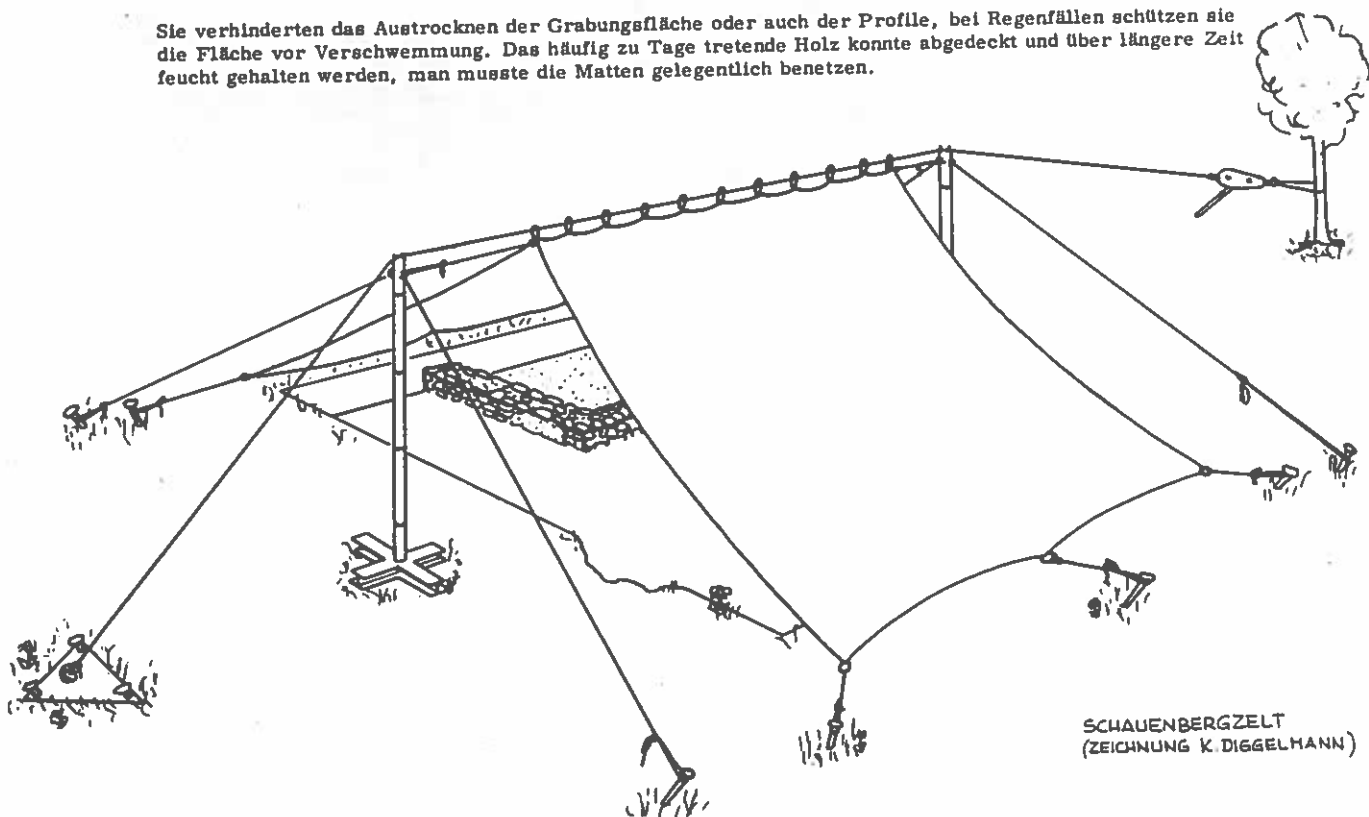 Sie verhinderten das Austrocknen der Grabungsfläche oder auch der Profile, bei Regenfällen schützen sie
die Fläche vor Verschwemmung. Das häufig zu Tage tretende Holz konnte abgedeckt und über längere Zeit
feucht gehalten werden, man musste die Matten gelegentlich benetzen.
SCHAUENBERGZELT
(ZEICHNUNG K. DIGGELMANN)